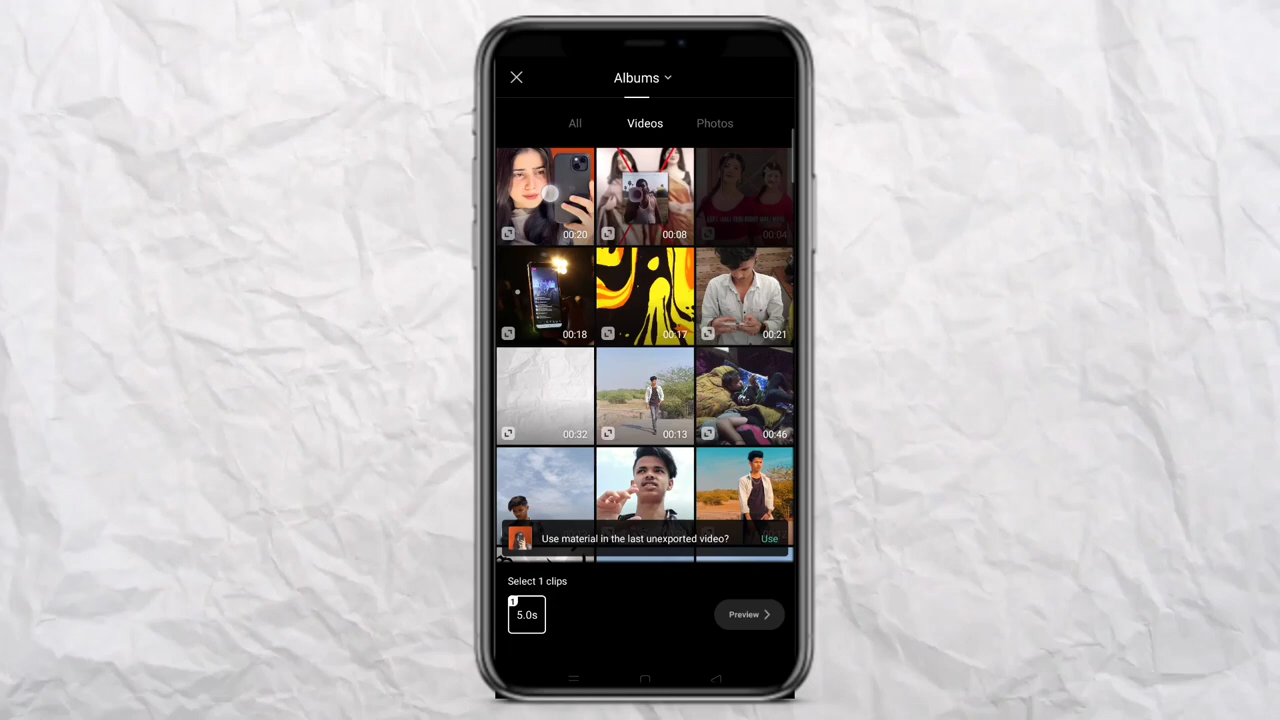 Albums
All Videos Photos
00:20 00:08 00:04
00:18 00:17 00:21
00:32 00:13 00:46
Use material in the last unexported video? Use
Select 1 clips
1
5.0s
Preview